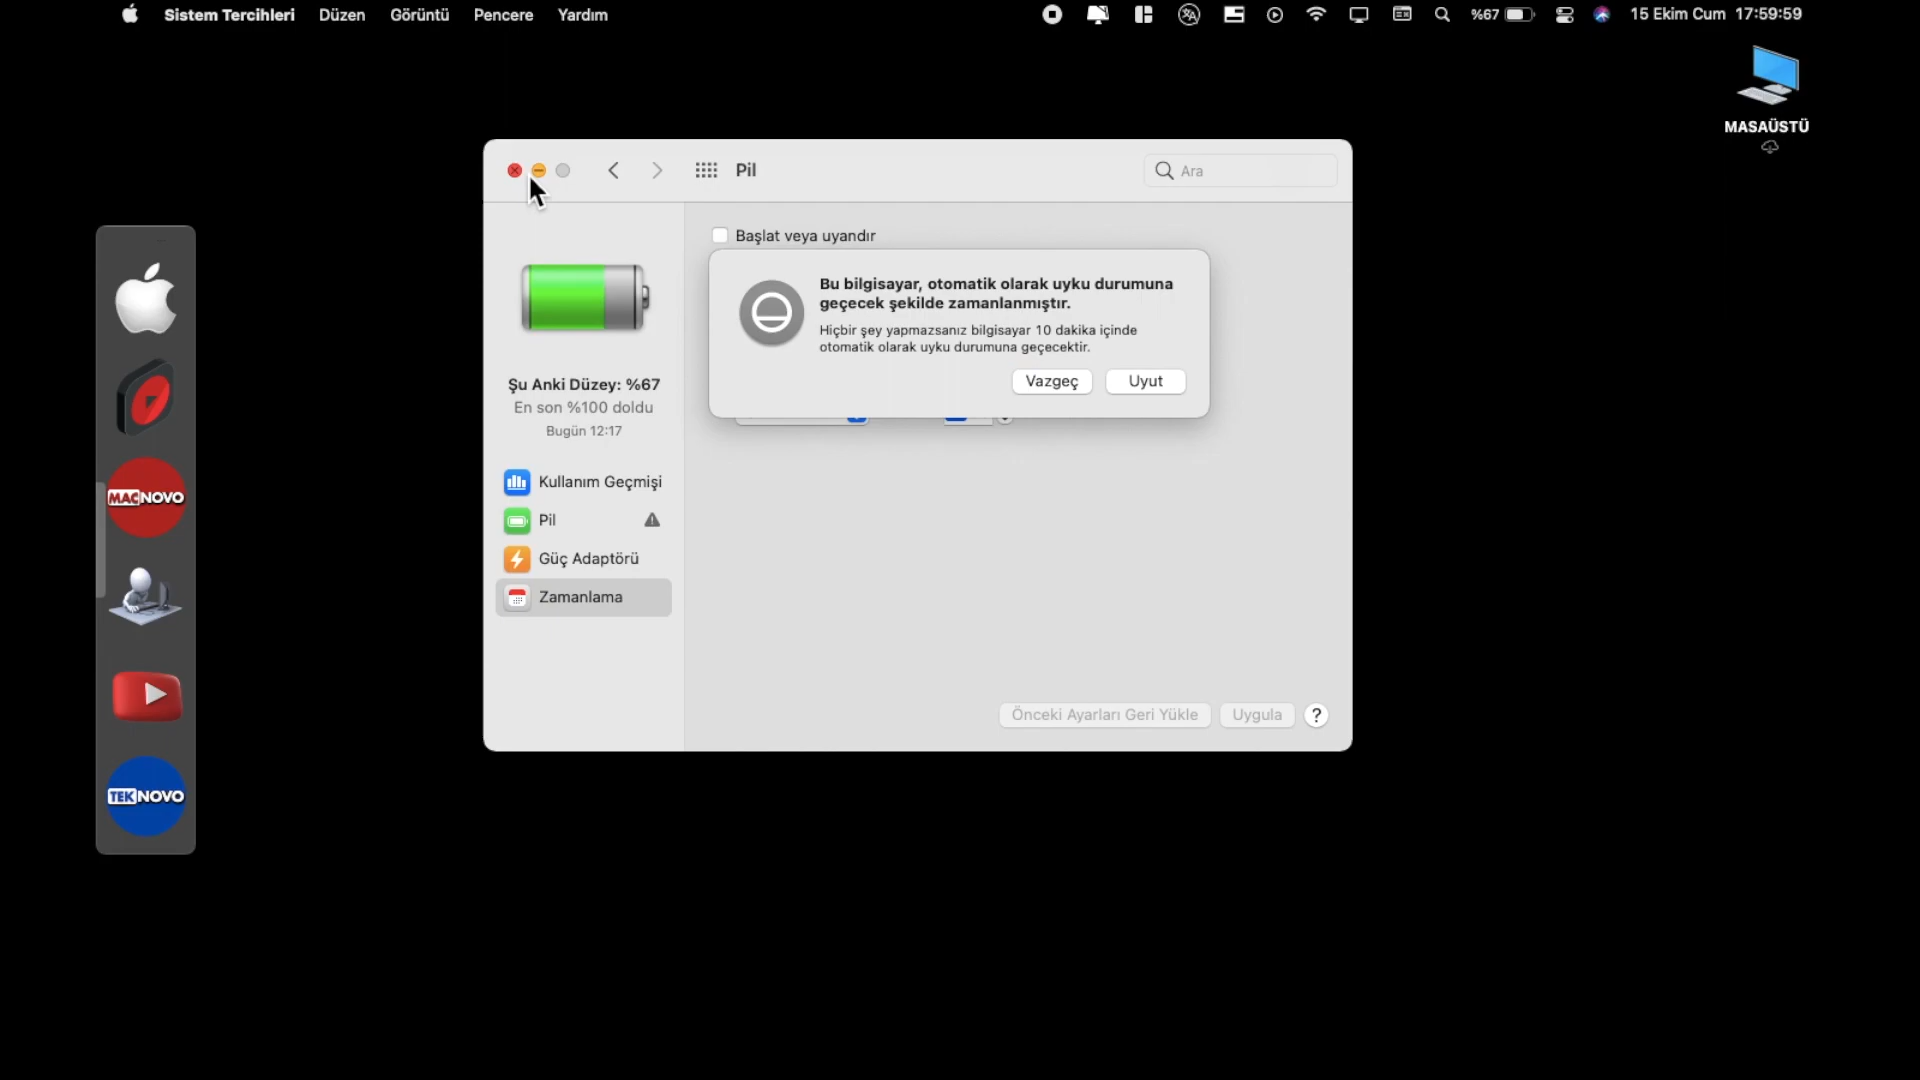 Sistem Tercihleri Düzen Görüntü Pencere Yardım
%67 15 Ekim Cum 17:59:59
MASAÜSTÜ
Pil
Ara
Başlat veya uyandır
Bu bilgisayar, otomatik olarak uyku durumuna
geçecek şekilde zamanlanmıştır.
Hiçbir şey yapmazsanız bilgisayar 10 dakika içinde
otomatik olarak uyku durumuna geçecektir.
Vazgeç Uyut
Şu Anki Düzey: %67
En son %100 doldu
Bugün 12:17
Kullanım Geçmişi
Pil
Güç Adaptörü
Zamanlama
Önceki Ayarları Geri Yükle Uygula ?
MACNOVO
TEKNOVO